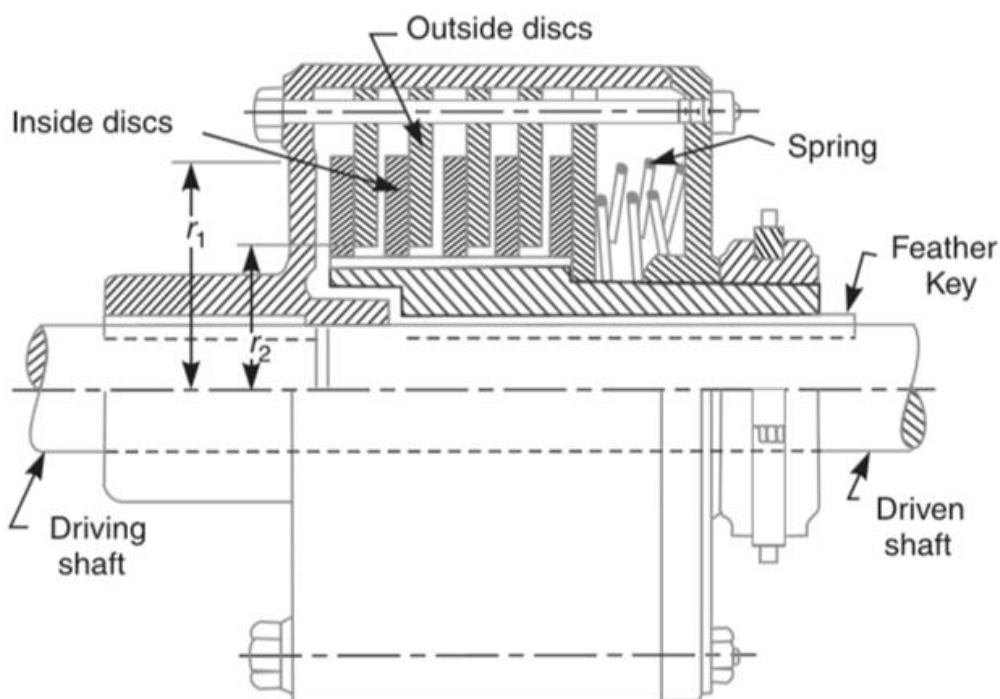 Outside discs
Inside discs
Spring
r1
Feather
Key
r2
Driving
shaft
Driven
shaft